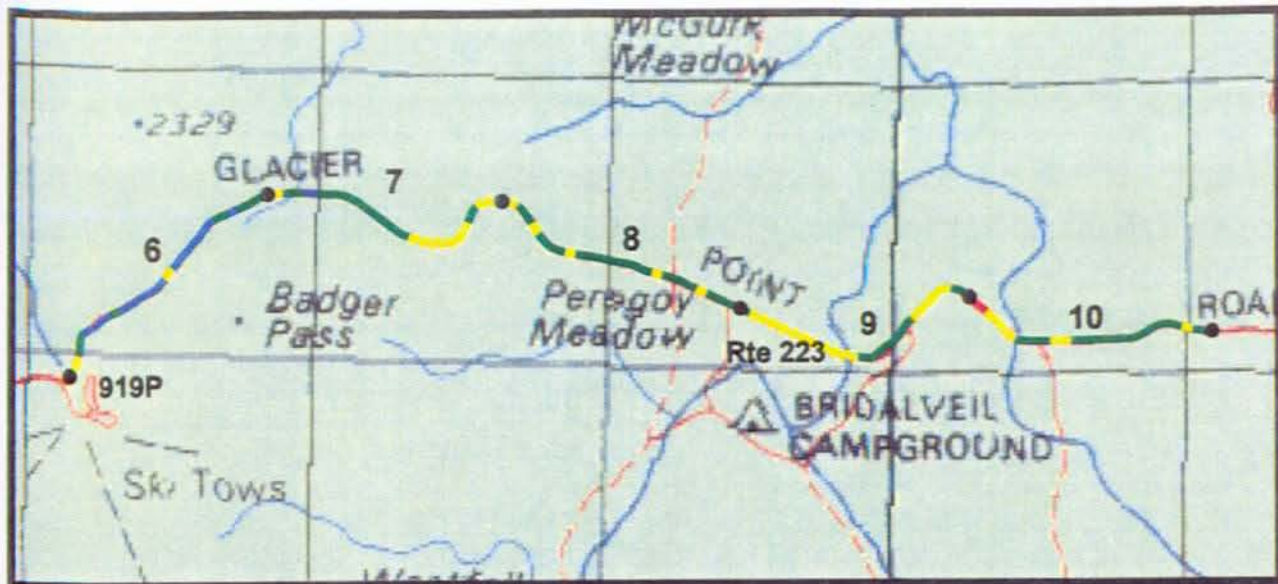 McGurk
Meadow
2329
GLACIER
7
6
8
POINT
Badger
Pass
Peregoy
Meadow
9
10
ROAD
Rte 223
919P
BRIDALVEIL
CAMPGROUND
Ski Tows